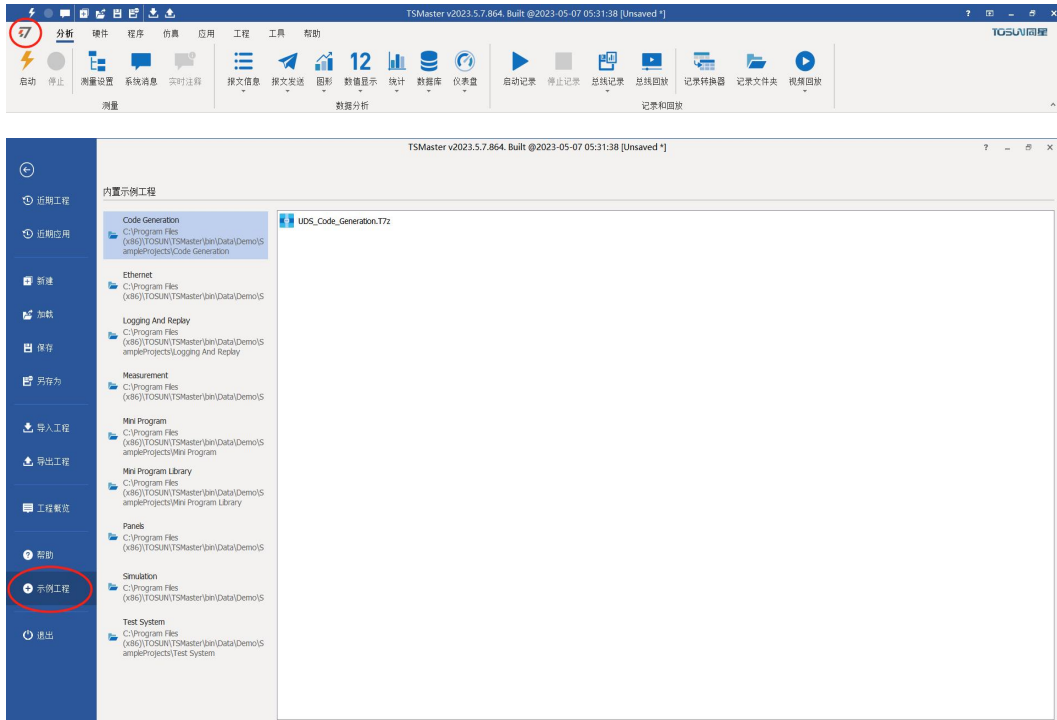 TSMaster v2023.5.7.864. Built @2023-05-07 05:31:38 [Unsaved *]
分析 硬件 程序 仿真 应用 工程 工具 帮助
TOSUN同星
12
启动 停止 测量设置 系统消息 实时注释 报文信息 报文发送 图形 数值显示 统计 数据库 仪表盘 启动记录 停止记录 总线记录 总线回放 记录转换器 记录文件夹 视频回放
测量 数据分析 记录和回放
TSMaster v2023.5.7.864. Built @2023-05-07 05:31:38 [Unsaved *]
近期工程
近期应用
新建
加载
保存
另存为
导入工程
导出工程
工程概览
帮助
示例工程
退出
内置示例工程
Code Generation
C:\Program Files
(x86)\TOSUN\TSMaster\bin\Data\Demo\S
ampleProjects\Code Generation
Ethernet
C:\Program Files
(x86)\TOSUN\TSMaster\bin\Data\Demo\S
Logging And Replay
C:\Program Files
(x86)\TOSUN\TSMaster\bin\Data\Demo\S
ampleProjects\Logging And Replay
Measurement
C:\Program Files
(x86)\TOSUN\TSMaster\bin\Data\Demo\S
Mini Program
C:\Program Files
(x86)\TOSUN\TSMaster\bin\Data\Demo\S
ampleProjects\Mini Program
Mini Program Library
C:\Program Files
(x86)\TOSUN\TSMaster\bin\Data\Demo\S
ampleProjects\Mini Program Library
Panels
C:\Program Files
(x86)\TOSUN\TSMaster\bin\Data\Demo\S
Simulation
C:\Program Files
(x86)\TOSUN\TSMaster\bin\Data\Demo\S
Test System
C:\Program Files
(x86)\TOSUN\TSMaster\bin\Data\Demo\S
ampleProjects\Test System
UDS_Code_Generation.T7z